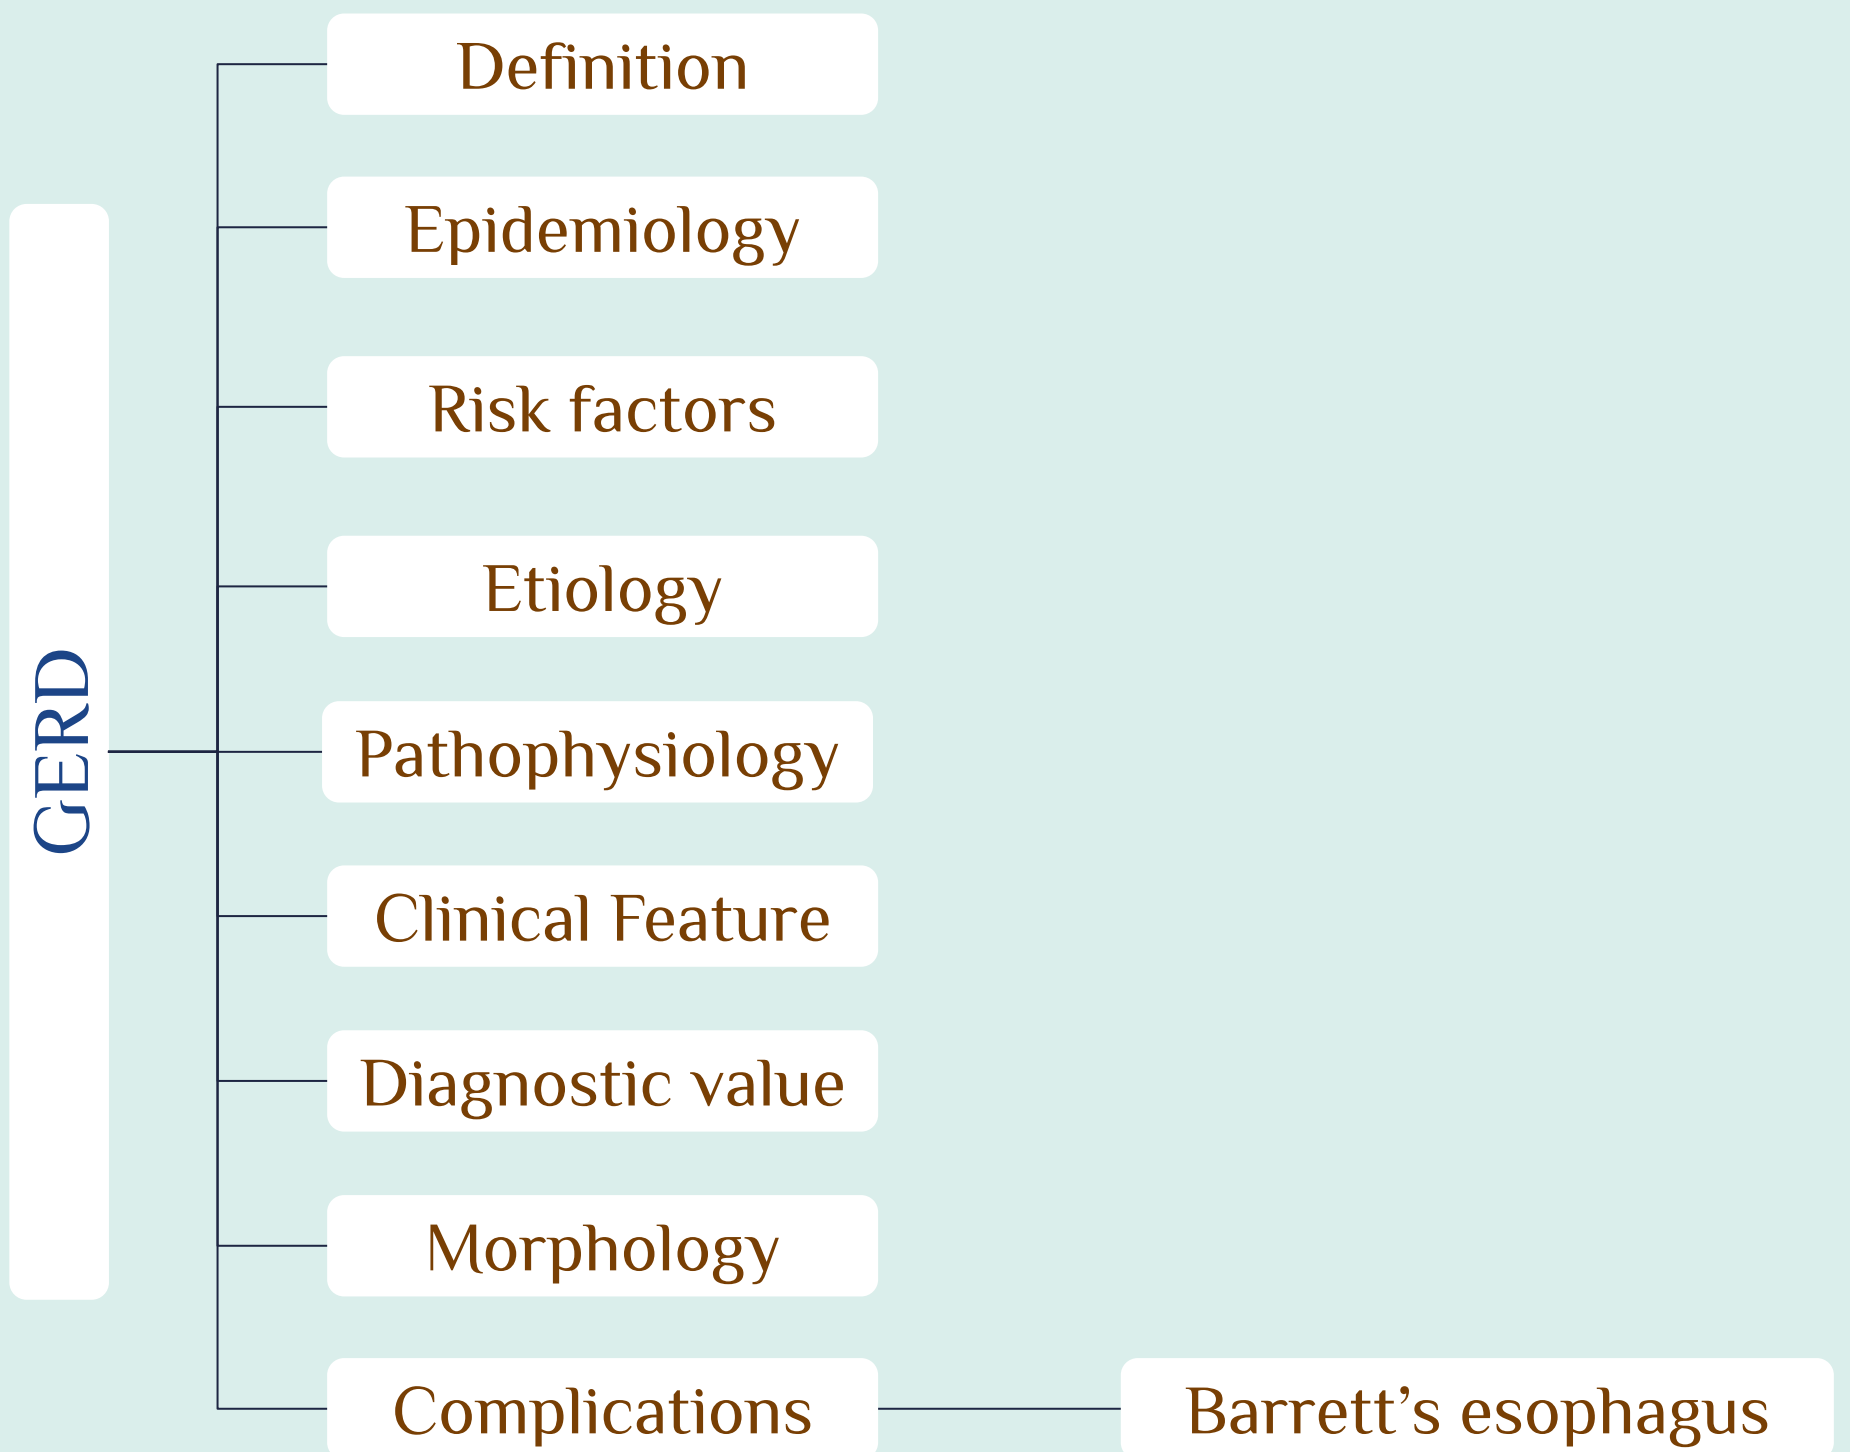 GERD
Definition
Epidemiology
Risk factors
Etiology
Pathophysiology
Clinical Feature
Diagnostic value
Morphology
Complications
Barrett’s esophagus